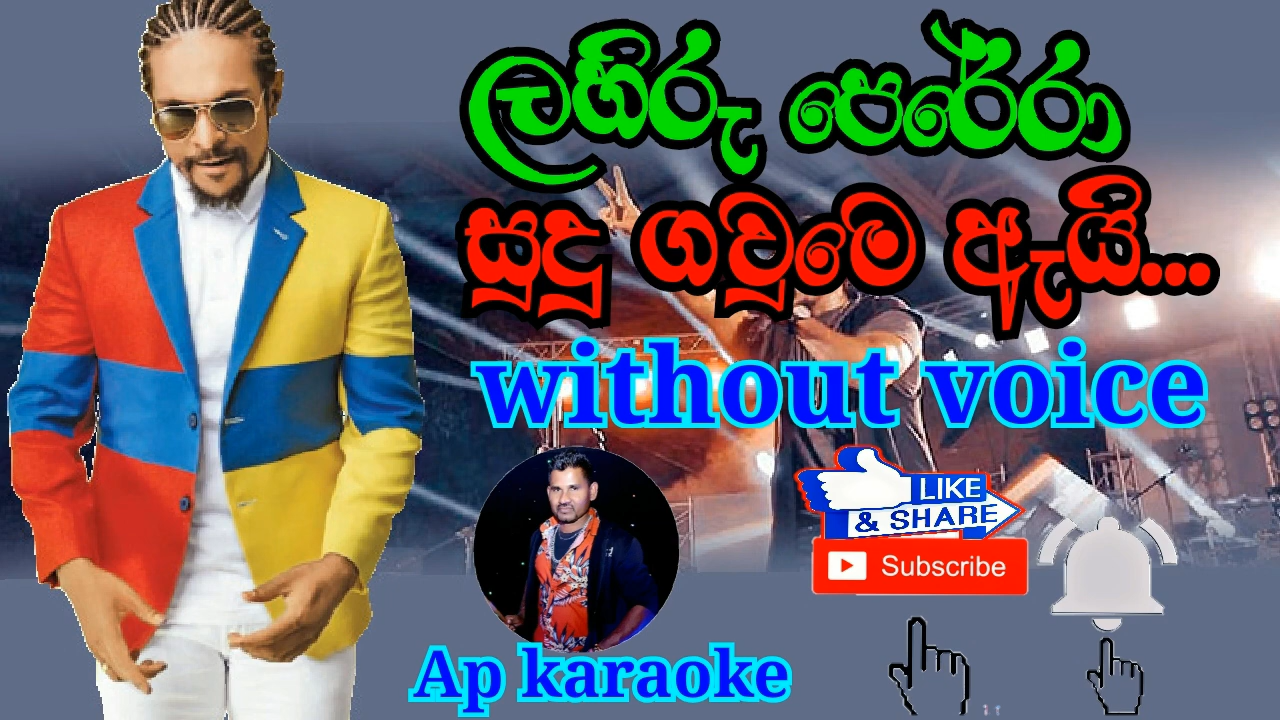 ලහිරු පෙරේරා
සුදු ගවුමේ ඇයි...
without voice
LIKE
& SHARE
Subscribe
Ap karaoke